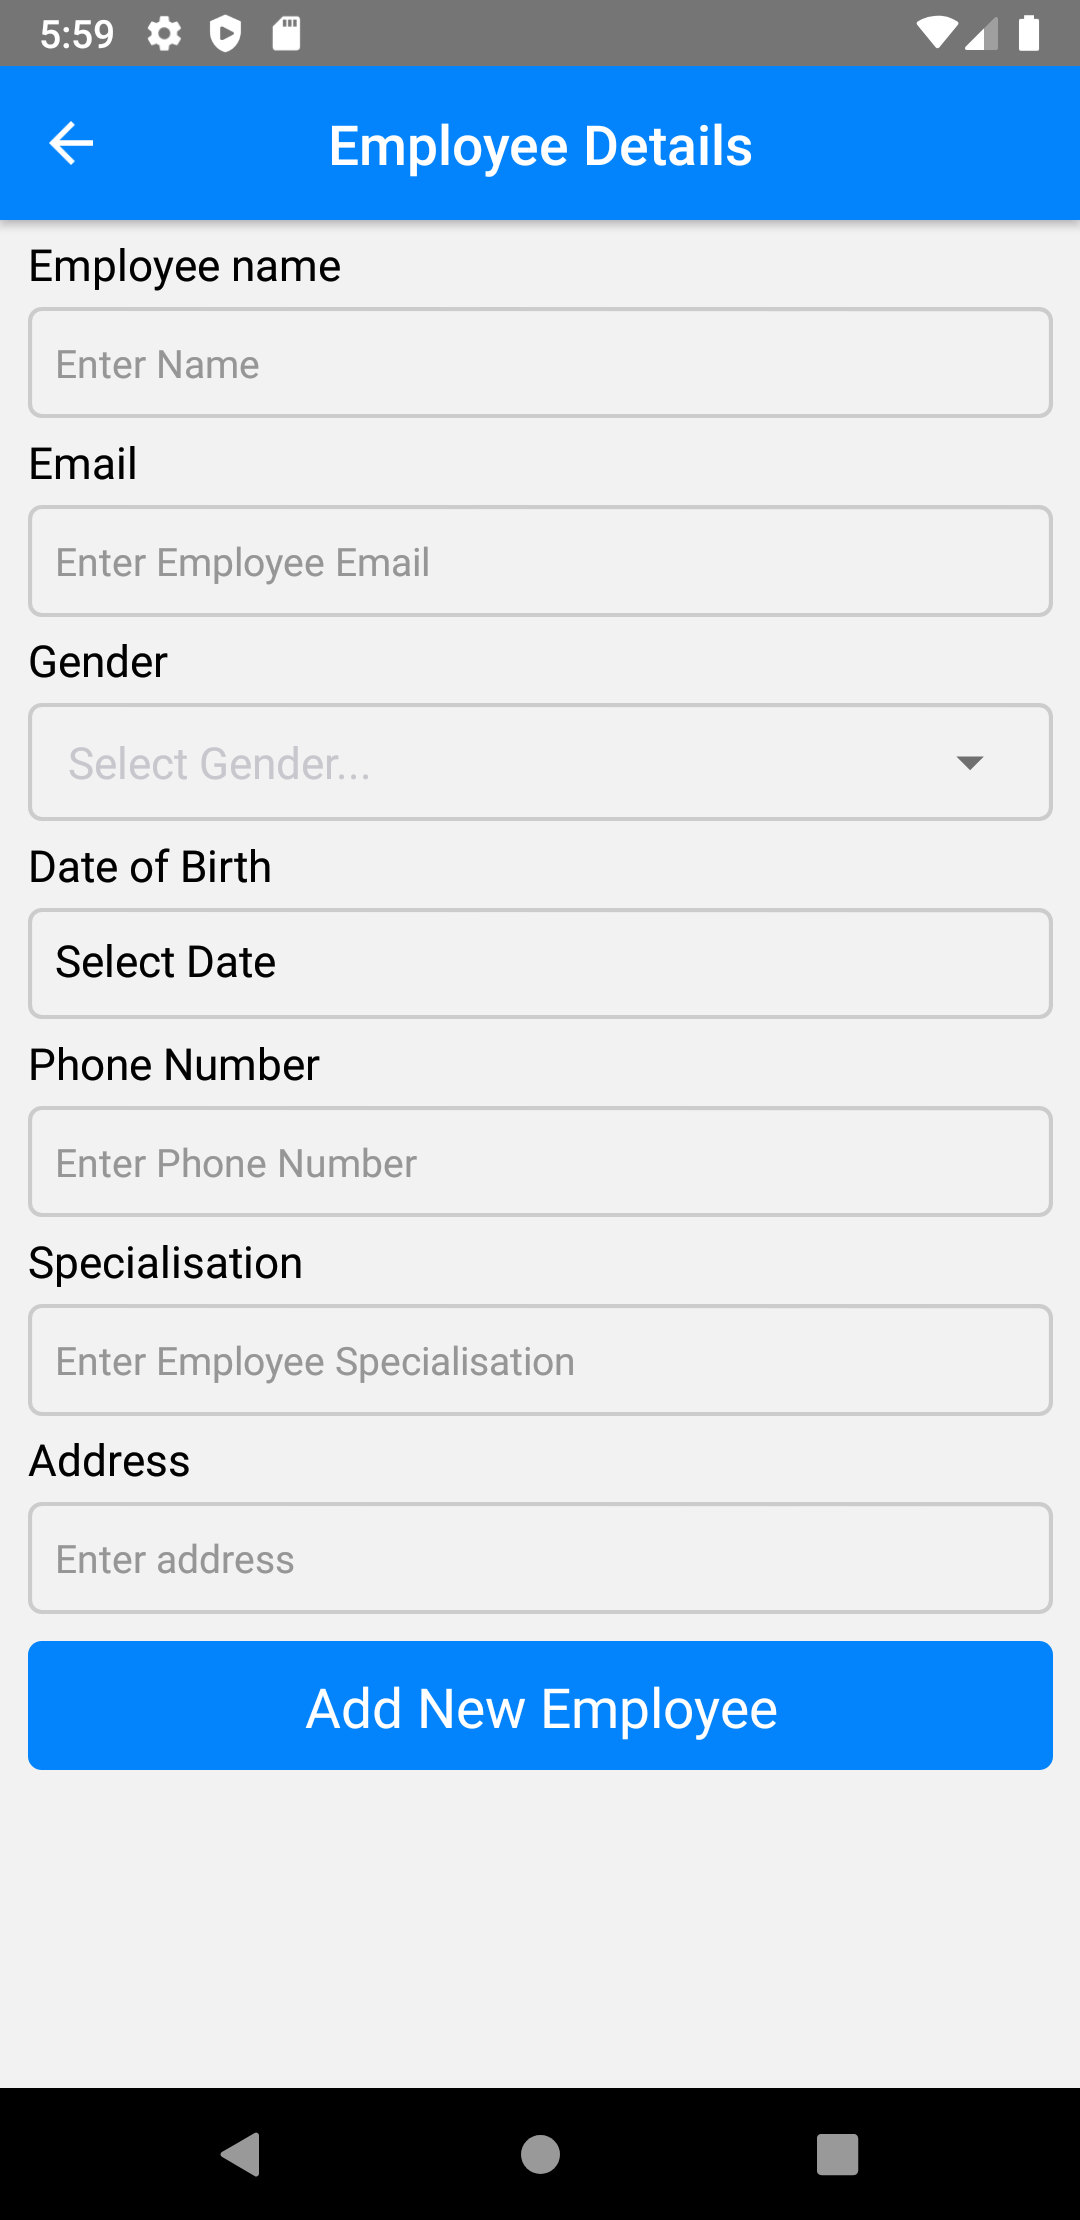 5:59
Employee Details
Employee name
Enter Name
Email
Enter Employee Email
Gender
Select Gender...
Date of Birth
Select Date
Phone Number
Enter Phone Number
Specialisation
Enter Employee Specialisation
Address
Enter address
Add New Employee